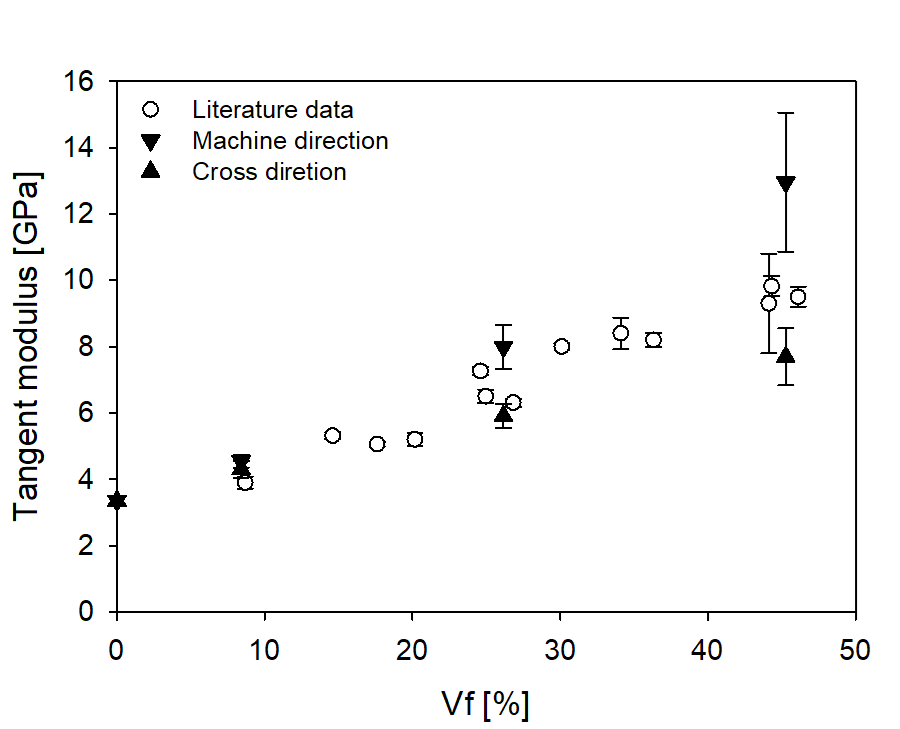 Tangent modulus [GPa]
16
14
12
10
8
6
4
2
0
Literature data
Machine direction
Cross diretion
0 10 20 30 40 50
Vf [%]